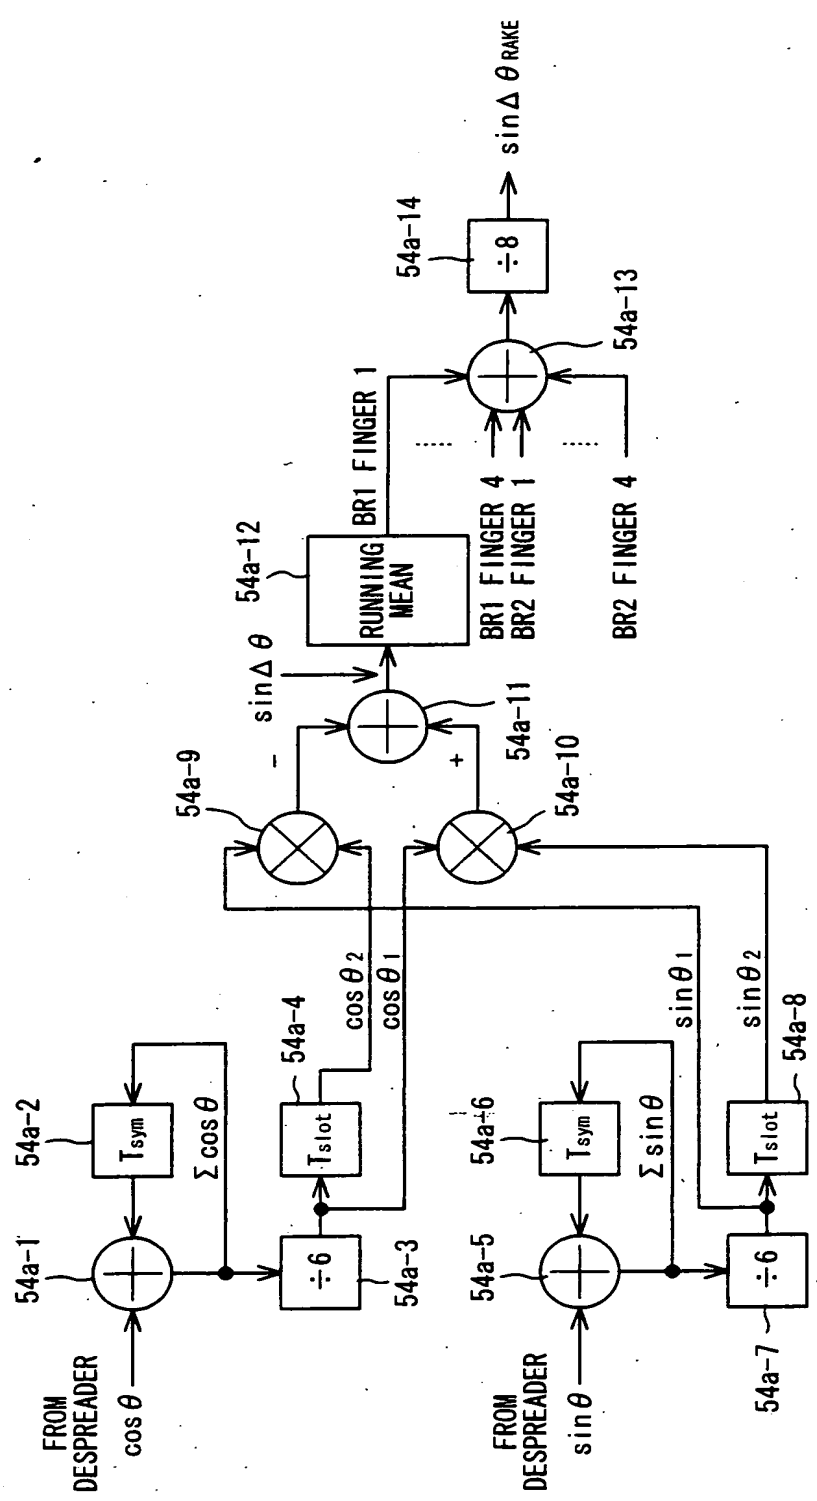 FROM
DESPREADER
cosθ
54a-1
54a-2
Tsym
Σcosθ
÷6
54a-3
54a-4
Tslot
cosθ2
cosθ1
FROM
DESPREADER
sinθ
54a-5
54a-6
Tsym
Σsinθ
÷6
54a-7
54a-8
Tslot
sinθ1
sinθ2
54a-9
−
+
54a-10
54a-11
sinΔθ
54a-12
RUNNING
MEAN
BR1 FINGER 1
BR1 FINGER 4
BR2 FINGER 1
BR2 FINGER 4
54a-13
54a-14
÷8
sinΔθRAKE